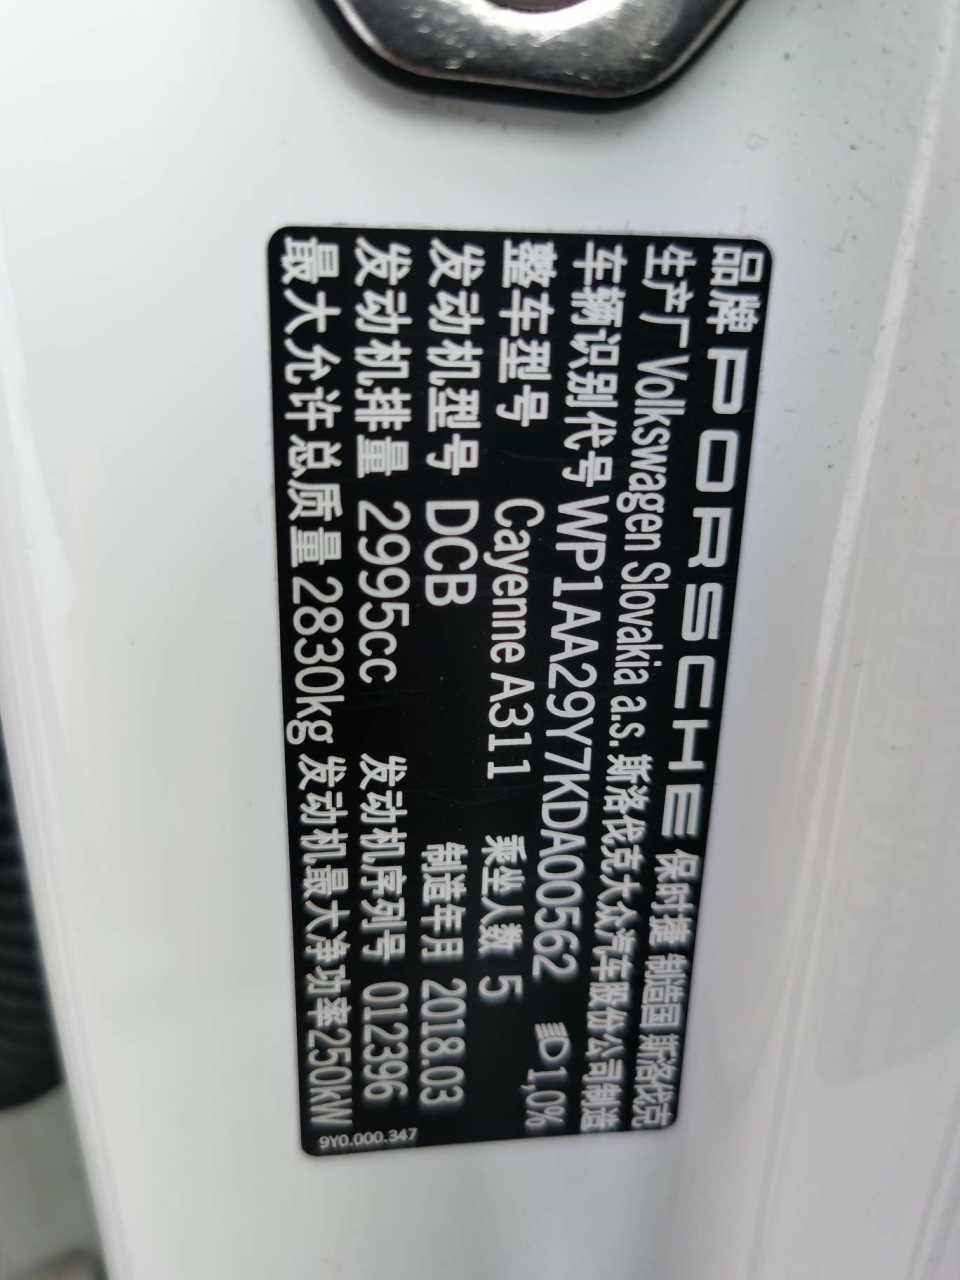 品牌 PORSCHE 保时捷 制造国 斯洛伐克
生产厂 Volkswagen Slovakia a.s. 斯洛伐克大众汽车股份公司制造
车辆识别代号 WP1AA29Y7KDA00562
整车型号 Cayenne A311 乘坐人数 5 1,0%
发动机型号 DCB 制造年月 2018.03
发动机排量 2995cc 发动机序列号 012396
最大允许总质量 2830kg 发动机最大净功率 250kW
9Y0.000.347